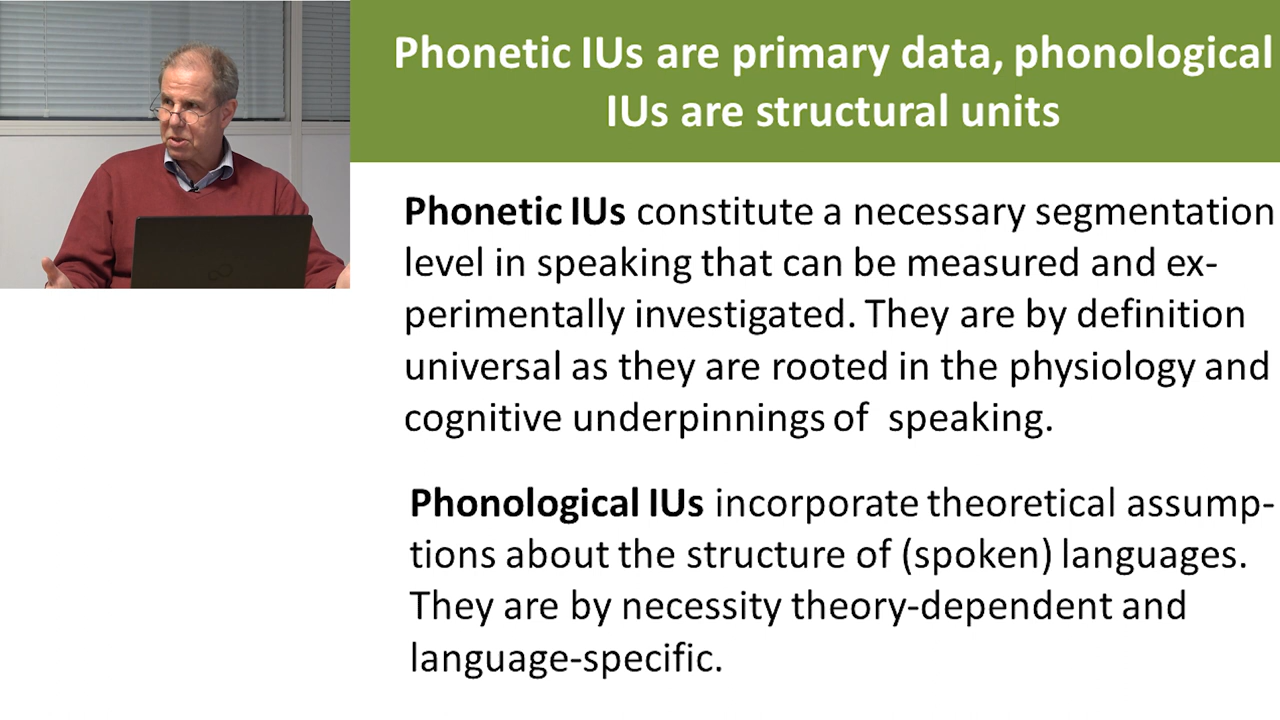 Phonetic IUs are primary data, phonological
IUs are structural units
Phonetic IUs constitute a necessary segmentation
level in speaking that can be measured and ex-
perimentally investigated. They are by definition
universal as they are rooted in the physiology and
cognitive underpinnings of speaking.
Phonological IUs incorporate theoretical assump-
tions about the structure of (spoken) languages.
They are by necessity theory-dependent and
language-specific.